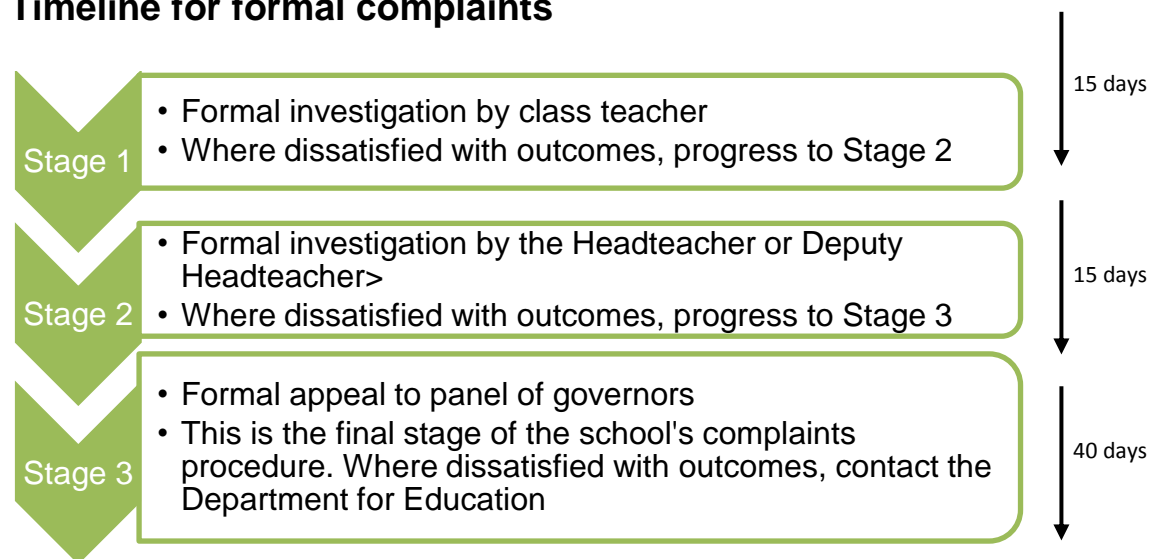 Timeline for formal complaints
15 days
• Formal investigation by class teacher
Stage 1
• Where dissatisfied with outcomes, progress to Stage 2
• Formal investigation by the Headteacher or Deputy
Headteacher>
15 days
Stage 2
• Where dissatisfied with outcomes, progress to Stage 3
• Formal appeal to panel of governors
• This is the final stage of the school's complaints
procedure. Where dissatisfied with outcomes, contact the
Department for Education
40 days
Stage 3